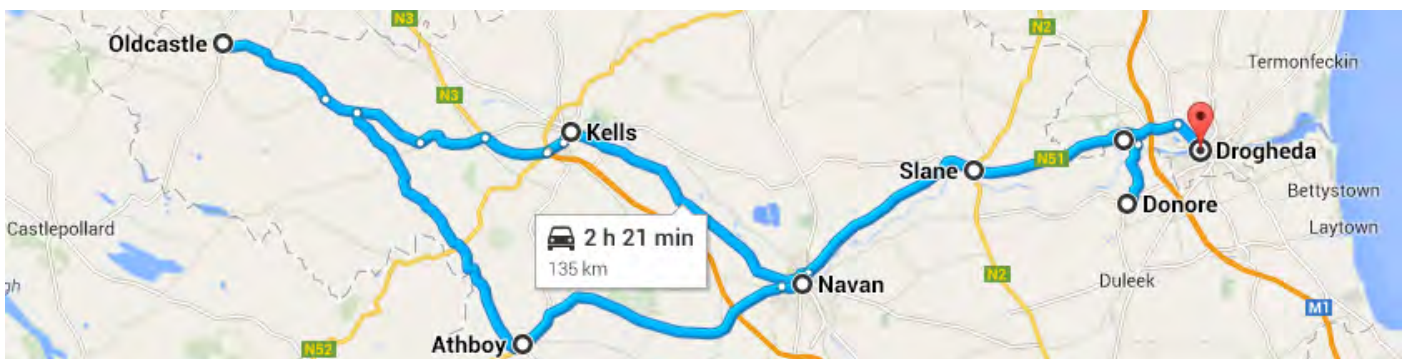 N3
N2
Oldcastle
Termonfeckin
N3
Kells
Drogheda
N51
Slane
Bettystown
Donore
Castlepollard
Laytown
2 h 21 min
135 km
N2
Duleek
Navan
gh
M1
Athboy
N52